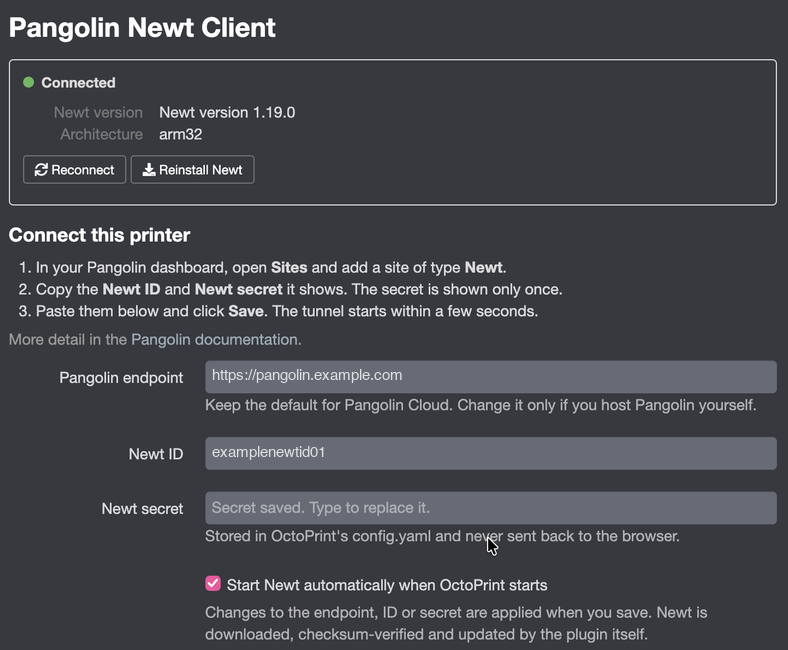 Pangolin Newt Client
Connected
Newt version Newt version 1.19.0
Architecture arm32
Reconnect Reinstall Newt
Connect this printer
1. In your Pangolin dashboard, open Sites and add a site of type Newt.
2. Copy the Newt ID and Newt secret it shows. The secret is shown only once.
3. Paste them below and click Save. The tunnel starts within a few seconds.
More detail in the Pangolin documentation.
Pangolin endpoint https://pangolin.example.com
Keep the default for Pangolin Cloud. Change it only if you host Pangolin yourself.
Newt ID examplenewtid01
Newt secret Secret saved. Type to replace it.
Stored in OctoPrint's config.yaml and never sent back to the browser.
Start Newt automatically when OctoPrint starts
Changes to the endpoint, ID or secret are applied when you save. Newt is
downloaded, checksum-verified and updated by the plugin itself.